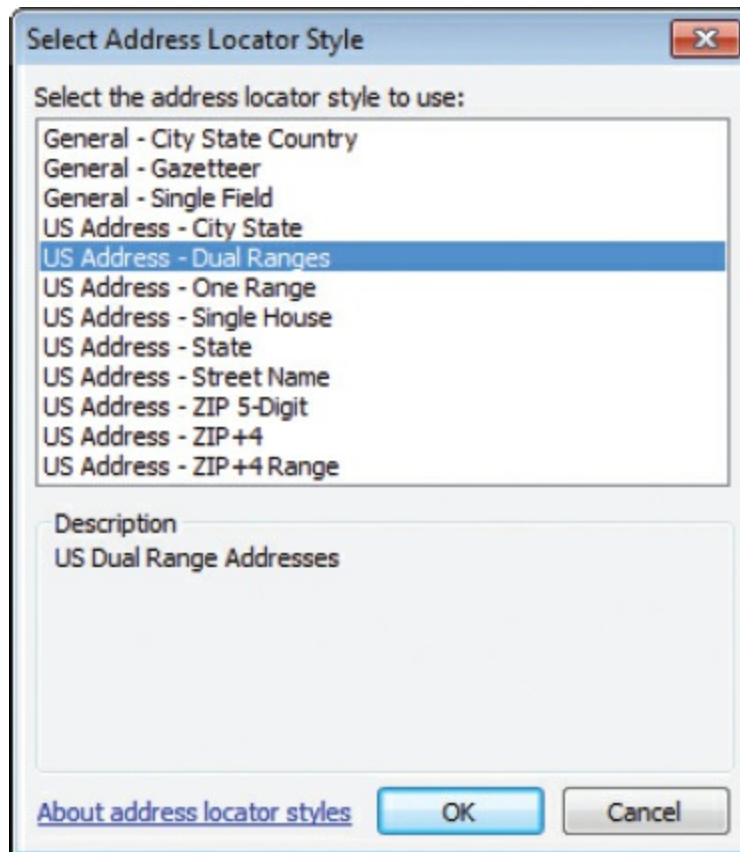 Select Address Locator Style
Select the address locator style to use:
General - City State Country
General - Gazetteer
General - Single Field
US Address - City State
US Address - Dual Ranges
US Address - One Range
US Address - Single House
US Address - State
US Address - Street Name
US Address - ZIP 5-Digit
US Address - ZIP+4
US Address - ZIP+4 Range
Description
US Dual Range Addresses
About address locator styles
OK
Cancel